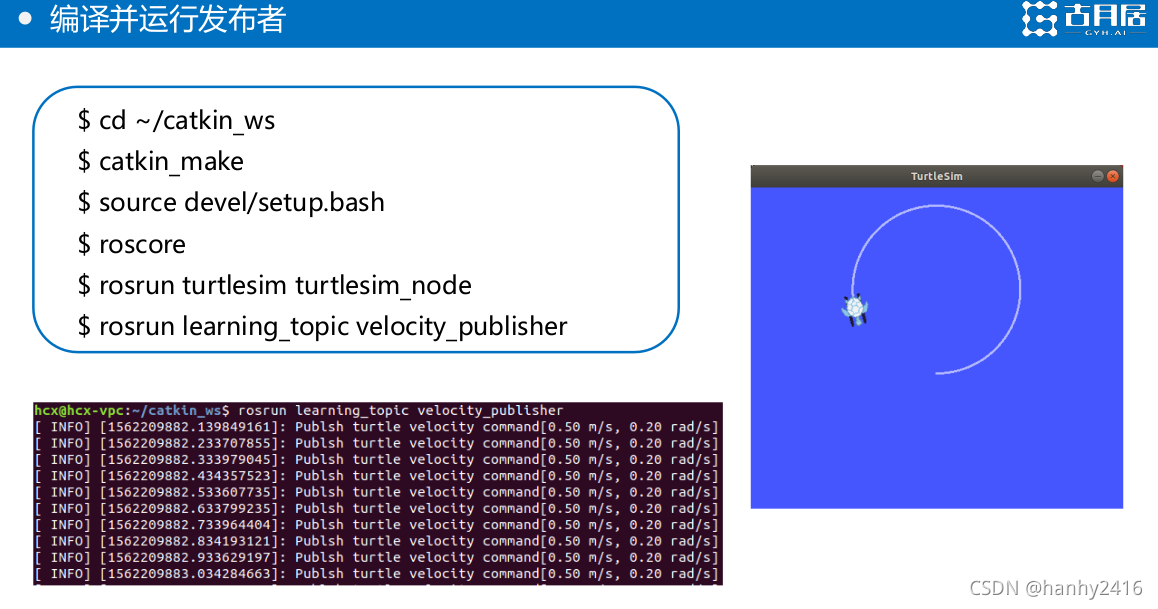 编译并运行发布者
古月居
GYH.AI
$ cd ~/catkin_ws
$ catkin_make
$ source devel/setup.bash
$ roscore
$ rosrun turtlesim turtlesim_node
$ rosrun learning_topic velocity_publisher
TurtleSim
hcx@hcx-vpc:~/catkin_ws$ rosrun learning_topic velocity_publisher
[ INFO] [1562209882.139849161]: Publsh turtle velocity command[0.50 m/s, 0.20 rad/s]
[ INFO] [1562209882.233707855]: Publsh turtle velocity command[0.50 m/s, 0.20 rad/s]
[ INFO] [1562209882.333979045]: Publsh turtle velocity command[0.50 m/s, 0.20 rad/s]
[ INFO] [1562209882.434357523]: Publsh turtle velocity command[0.50 m/s, 0.20 rad/s]
[ INFO] [1562209882.533607735]: Publsh turtle velocity command[0.50 m/s, 0.20 rad/s]
[ INFO] [1562209882.633799235]: Publsh turtle velocity command[0.50 m/s, 0.20 rad/s]
[ INFO] [1562209882.733964404]: Publsh turtle velocity command[0.50 m/s, 0.20 rad/s]
[ INFO] [1562209882.834193121]: Publsh turtle velocity command[0.50 m/s, 0.20 rad/s]
[ INFO] [1562209882.933629197]: Publsh turtle velocity command[0.50 m/s, 0.20 rad/s]
[ INFO] [1562209883.034284663]: Publsh turtle velocity command[0.50 m/s, 0.20 rad/s]
CSDN @hanhy2416